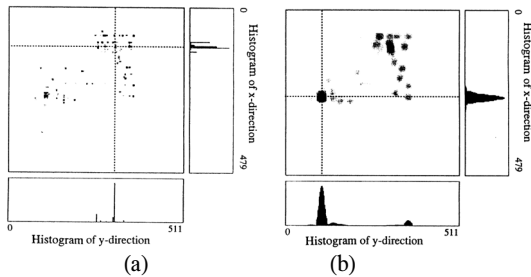 0
Histogram of x-direction
479
0
511
Histogram of y-direction
(a)
0
Histogram of x-direction
479
0
511
Histogram of y-direction
(b)